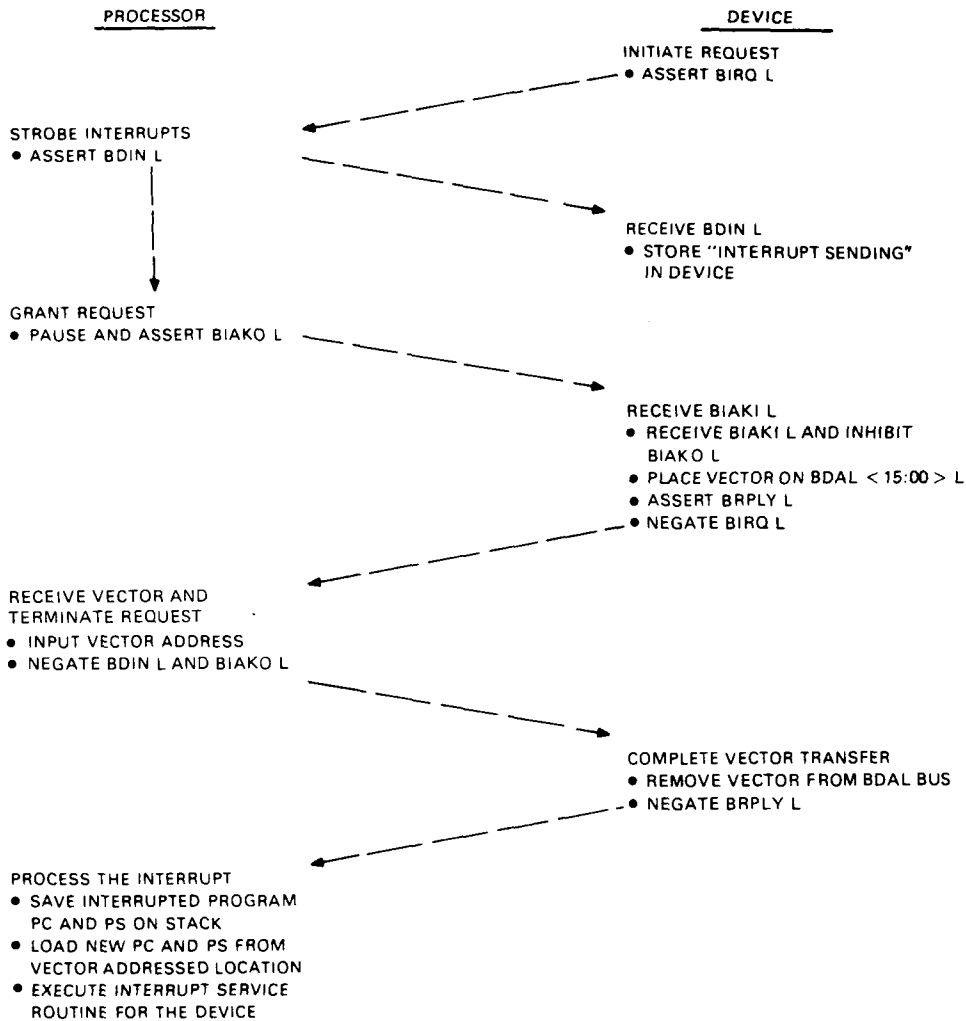 PROCESSOR
DEVICE
INITIATE REQUEST
• ASSERT BIRQ L
STROBE INTERRUPTS
• ASSERT BDIN L
RECEIVE BDIN L
• STORE "INTERRUPT SENDING"
IN DEVICE
GRANT REQUEST
• PAUSE AND ASSERT BIAKO L
RECEIVE BIAKI L
• RECEIVE BIAKI L AND INHIBIT
BIAKO L
• PLACE VECTOR ON BDAL < 15:00 > L
• ASSERT BRPLY L
• NEGATE BIRQ L
RECEIVE VECTOR AND
TERMINATE REQUEST
• INPUT VECTOR ADDRESS
• NEGATE BDIN L AND BIAKO L
COMPLETE VECTOR TRANSFER
• REMOVE VECTOR FROM BDAL BUS
• NEGATE BRPLY L
PROCESS THE INTERRUPT
• SAVE INTERRUPTED PROGRAM
PC AND PS ON STACK
• LOAD NEW PC AND PS FROM
VECTOR ADDRESSED LOCATION
• EXECUTE INTERRUPT SERVICE
ROUTINE FOR THE DEVICE